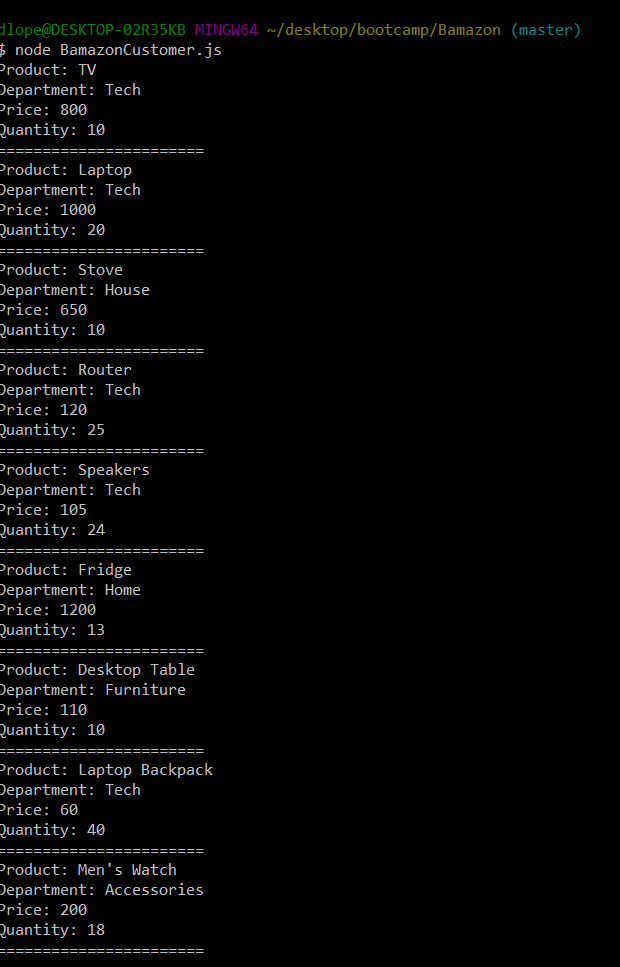 dlope@DESKTOP-02R35KB MINGW64 ~/desktop/bootcamp/Bamazon (master)
$ node BamazonCustomer.js
Product: TV
Department: Tech
Price: 800
Quantity: 10
=======================
Product: Laptop
Department: Tech
Price: 1000
Quantity: 20
=======================
Product: Stove
Department: House
Price: 650
Quantity: 10
=======================
Product: Router
Department: Tech
Price: 120
Quantity: 25
=======================
Product: Speakers
Department: Tech
Price: 105
Quantity: 24
=======================
Product: Fridge
Department: Home
Price: 1200
Quantity: 13
=======================
Product: Desktop Table
Department: Furniture
Price: 110
Quantity: 10
=======================
Product: Laptop Backpack
Department: Tech
Price: 60
Quantity: 40
=======================
Product: Men's Watch
Department: Accessories
Price: 200
Quantity: 18
=======================